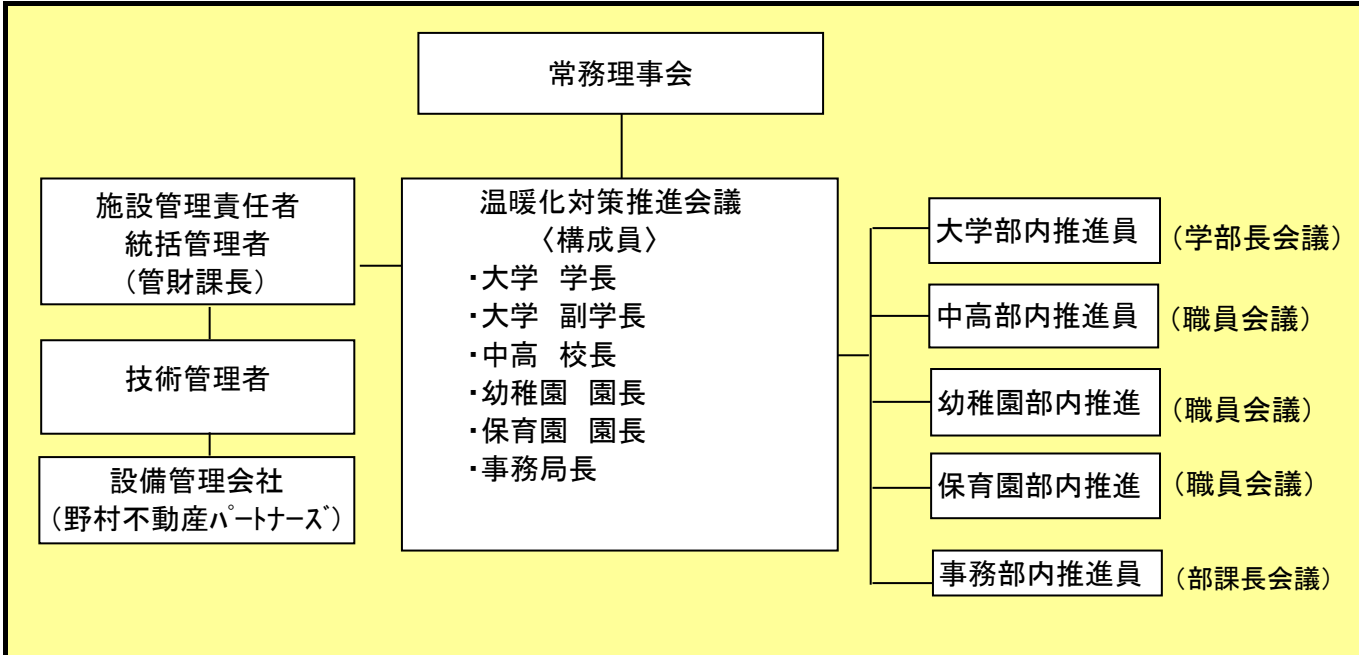 常務理事会
施設管理責任者
統括管理者
(管財課長)
技術管理者
設備管理会社
(野村不動産ﾊﾟｰﾄﾅｰｽﾞ)
温暖化対策推進会議
〈構成員〉
・大学　学長
・大学　副学長
・中高　校長
・幼稚園　園長
・保育園　園長
・事務局長
大学部内推進員 (学部長会議)
中高部内推進員 (職員会議)
幼稚園部内推進 (職員会議)
保育園部内推進 (職員会議)
事務部内推進員 (部課長会議)